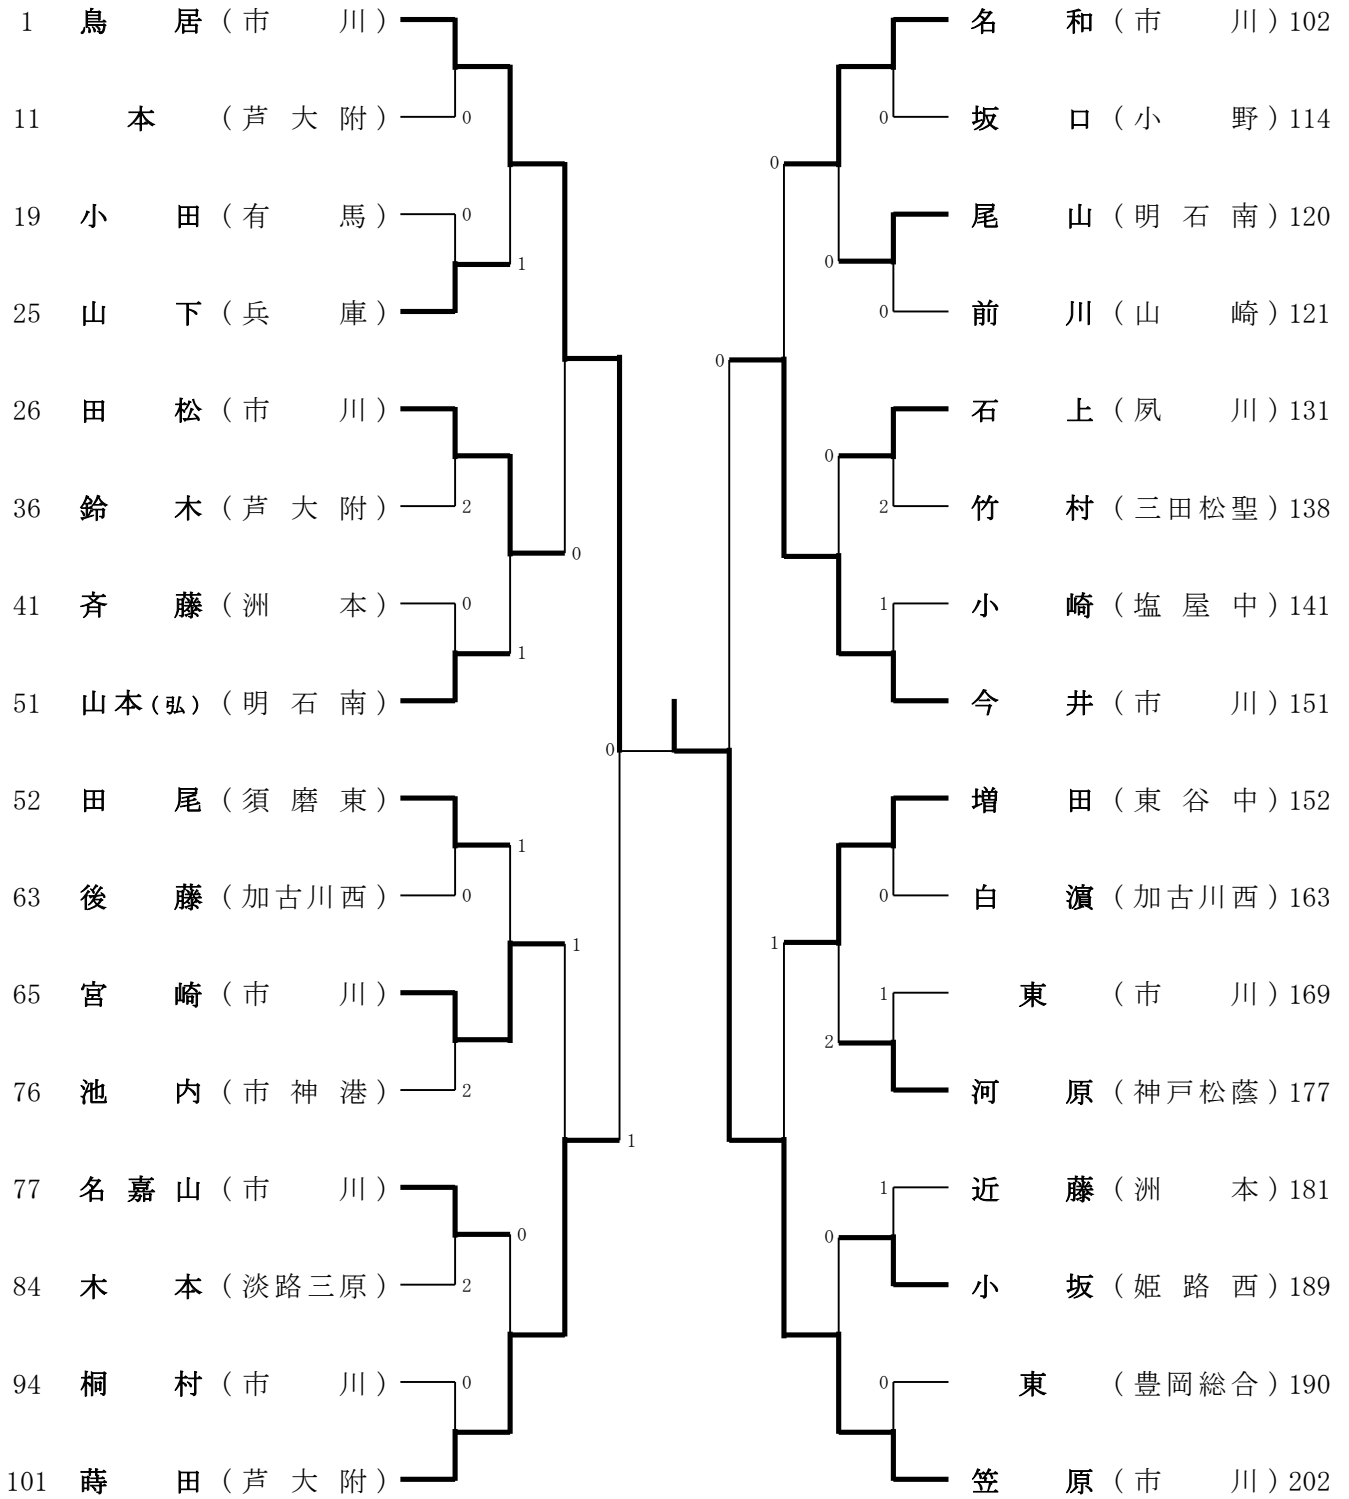 1 鳥居（市川） 名和（市川）102
11 本（芦大附） 0 0 坂口（小野）114
0
19 小田（有馬） 0 尾山（明石南）120
1 0
25 山下（兵庫） 0 前川（山崎）121
0
26 田松（市川） 石上（夙川）131
0
36 鈴木（芦大附） 2 2 竹村（三田松聖）138
0
41 斉藤（洲本） 0 1 小崎（塩屋中）141
1
51 山本（弘）（明石南） 今井（市川）151
0
52 田尾（須磨東） 増田（東谷中）152
1
63 後藤（加古川西） 0 0 白濵（加古川西）163
1 1
65 宮崎（市川） 1 東（市川）169
2
76 池内（市神港） 2 河原（神戸松蔭）177
1
77 名嘉山（市川） 1 近藤（洲本）181
0 0
84 木本（淡路三原） 2 小坂（姫路西）189
94 桐村（市川） 0 0 東（豊岡総合）190
101 蒔田（芦大附） 笠原（市川）202